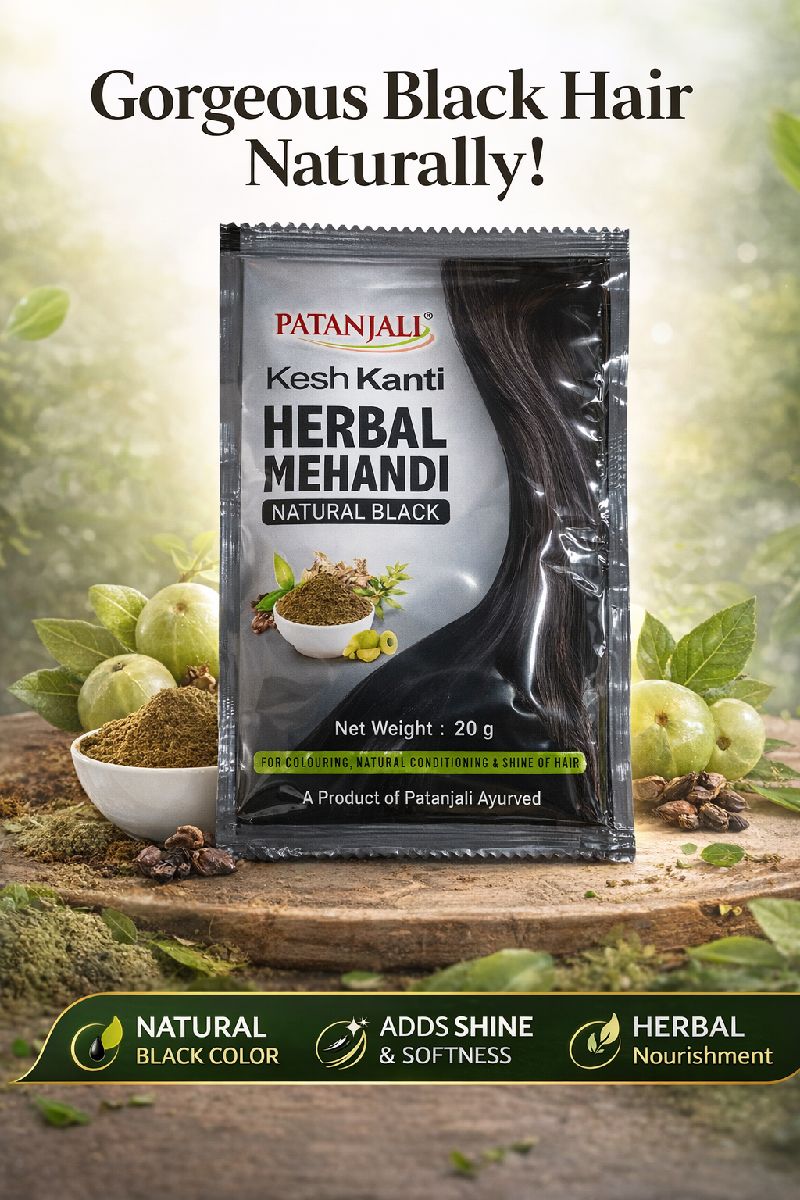 Gorgeous Black Hair
Naturally!
PATANJALI®
Kesh Kanti
HERBAL
MEHANDI
NATURAL BLACK
Net Weight : 20 g
FOR COLOURING, NATURAL CONDITIONING & SHINE OF HAIR
A Product of Patanjali Ayurved
NATURAL
BLACK COLOR
ADDS SHINE
& SOFTNESS
HERBAL
Nourishment